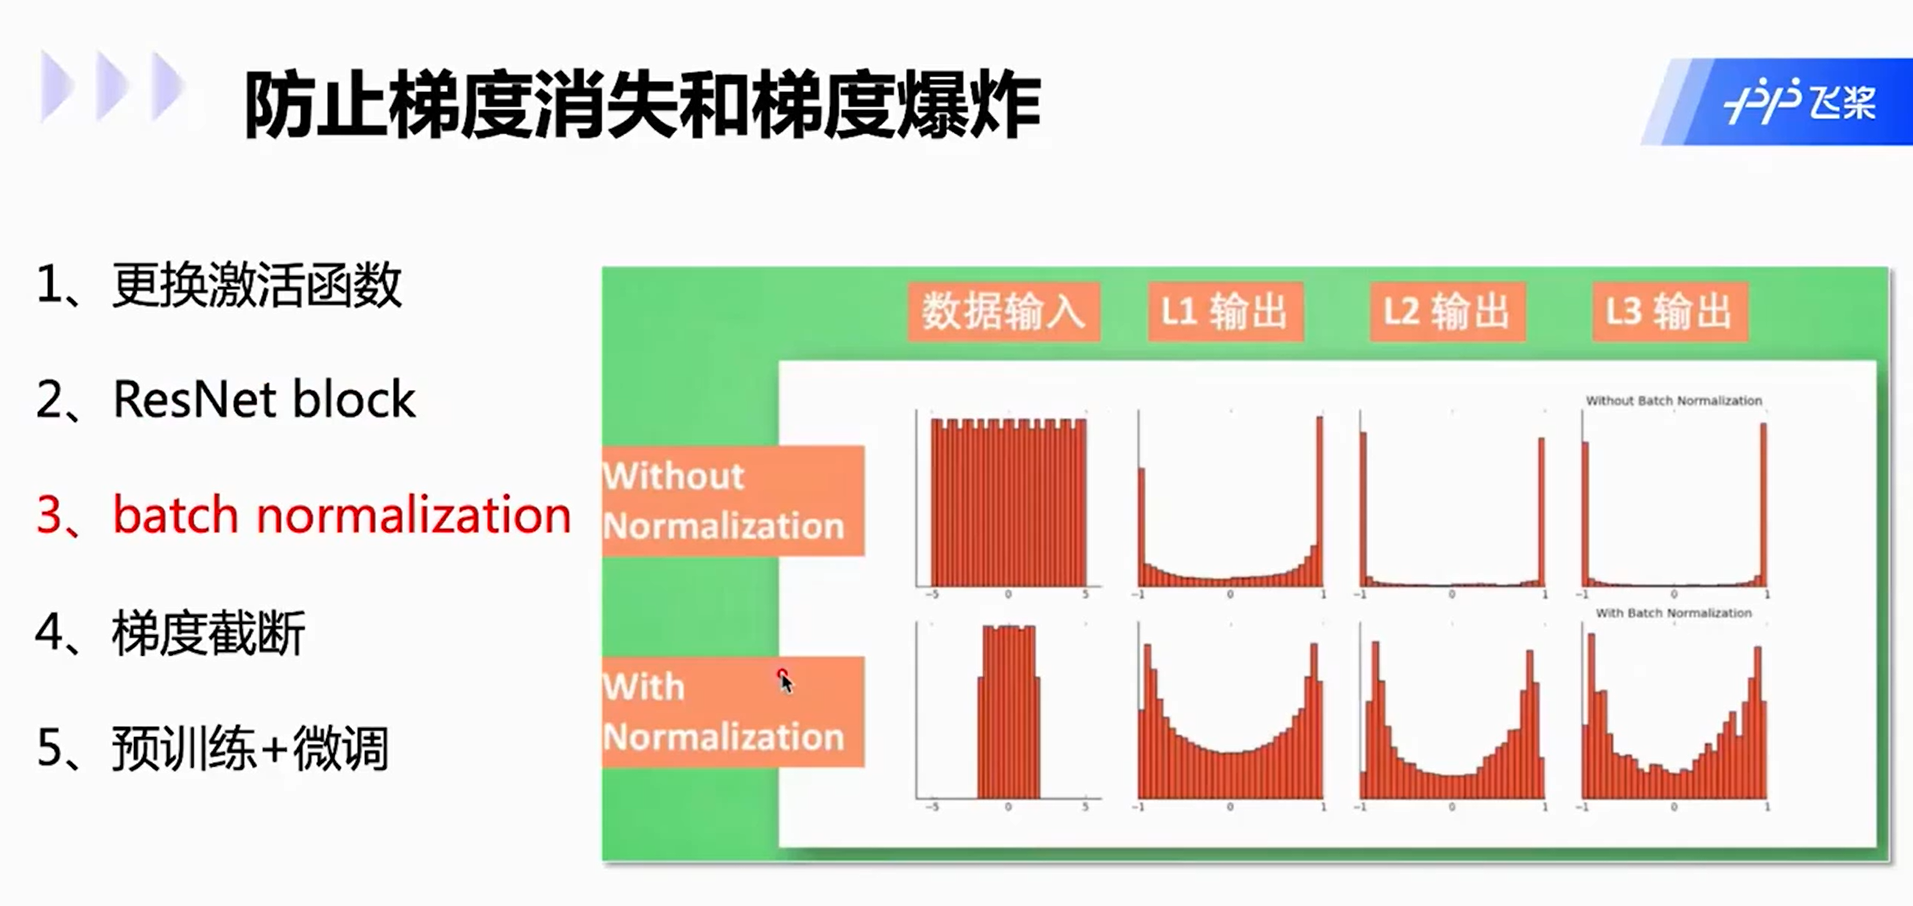 防止梯度消失和梯度爆炸
飞桨
1、更换激活函数
2、ResNet block
3、batch normalization
4、梯度截断
5、预训练+微调
数据输入 L1 输出 L2 输出 L3 输出
Without
Normalization
Without Batch Normalization
-5 0 5 -1 0 1 -1 0 1 -1 0 1
With
Normalization
With Batch Normalization
-5 0 5 -1 0 1 -1 0 1 -1 0 1